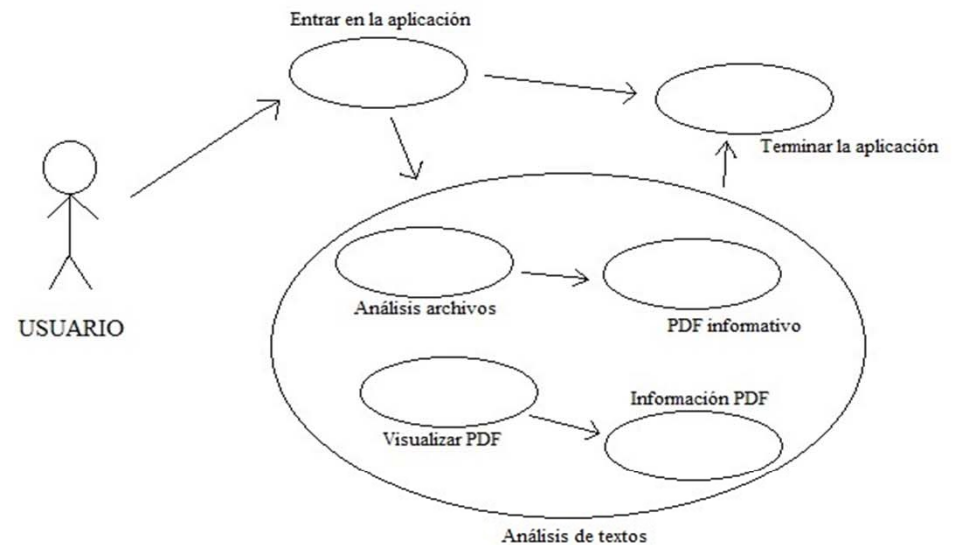 Entrar en la aplicación
Terminar la aplicación
USUARIO
Análisis archivos
PDF informativo
Visualizar PDF
Información PDF
Análisis de textos